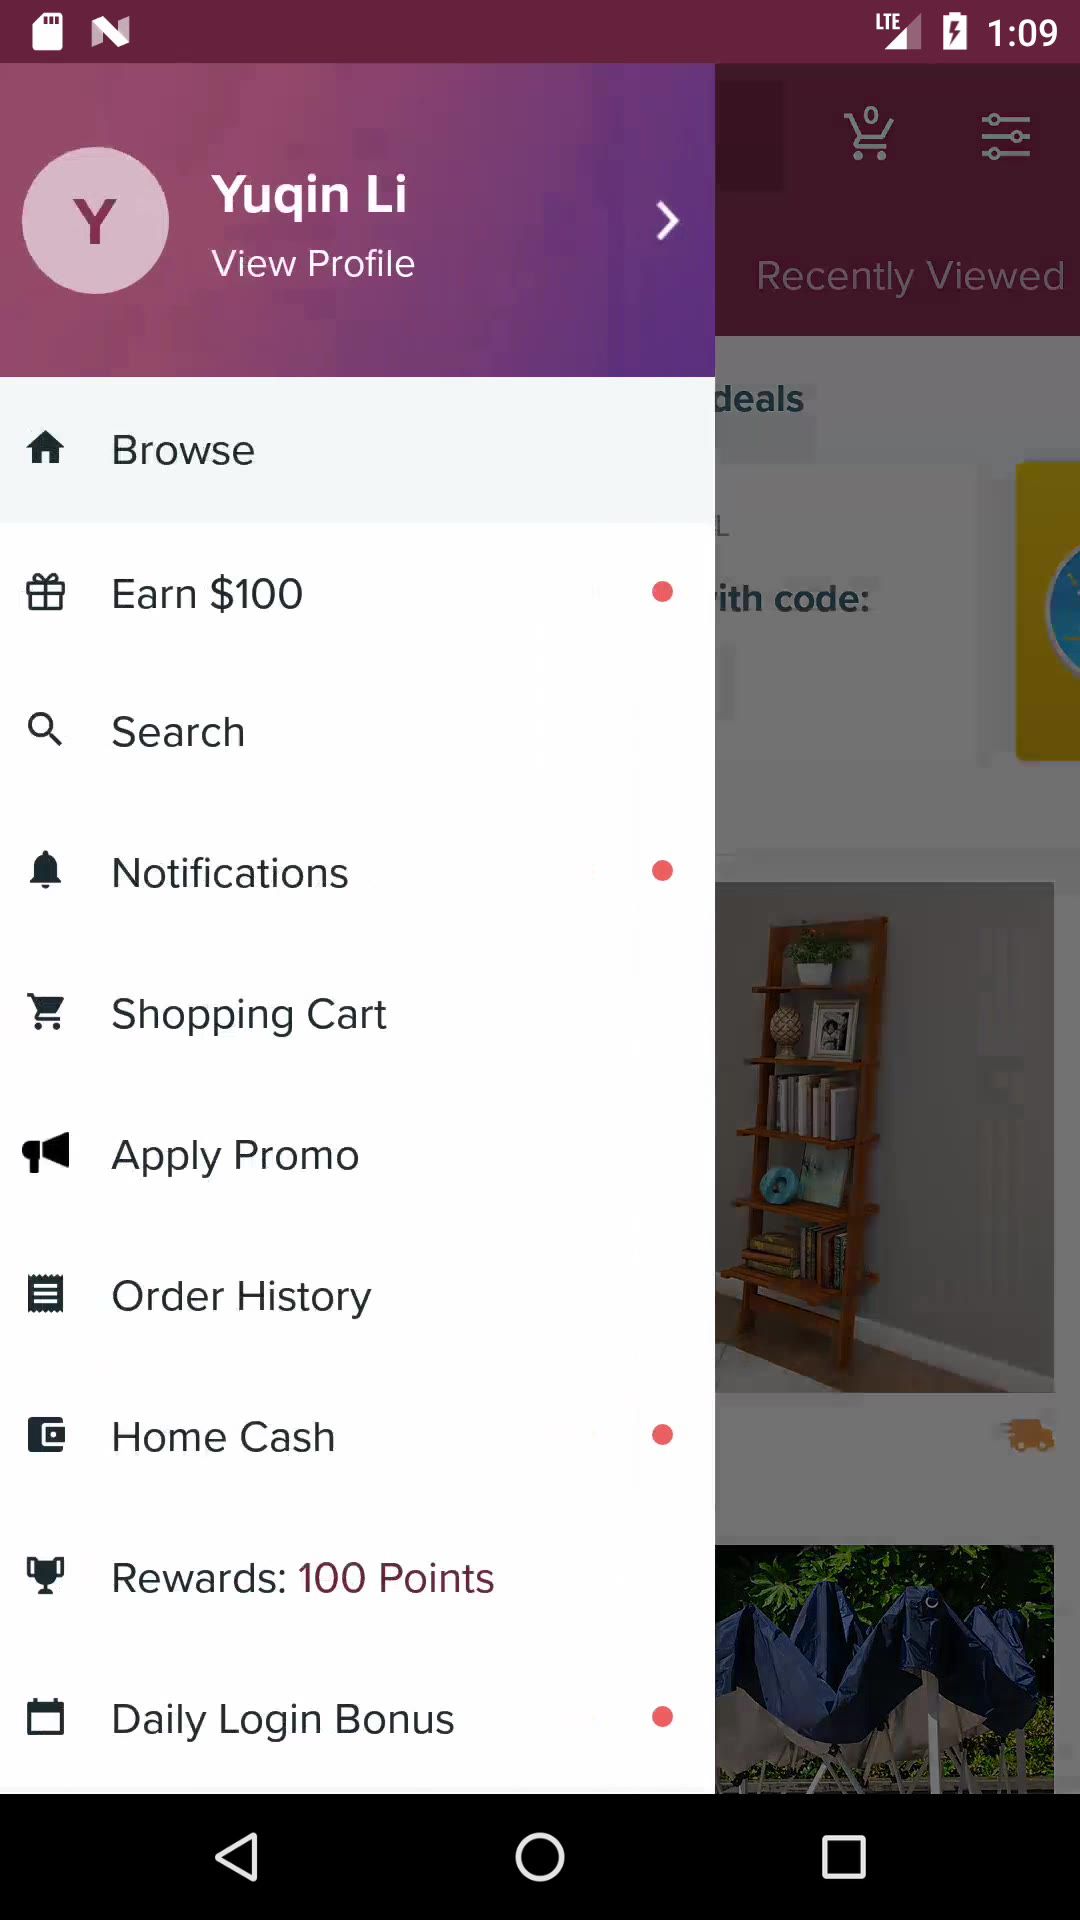 LTE 1:09
0
Y
Yuqin Li
View Profile
Recently Viewed
deals
Browse
L
Earn $100
ith code:
Search
Notifications
Shopping Cart
Apply Promo
Order History
Home Cash
Rewards: 100 Points
Daily Login Bonus